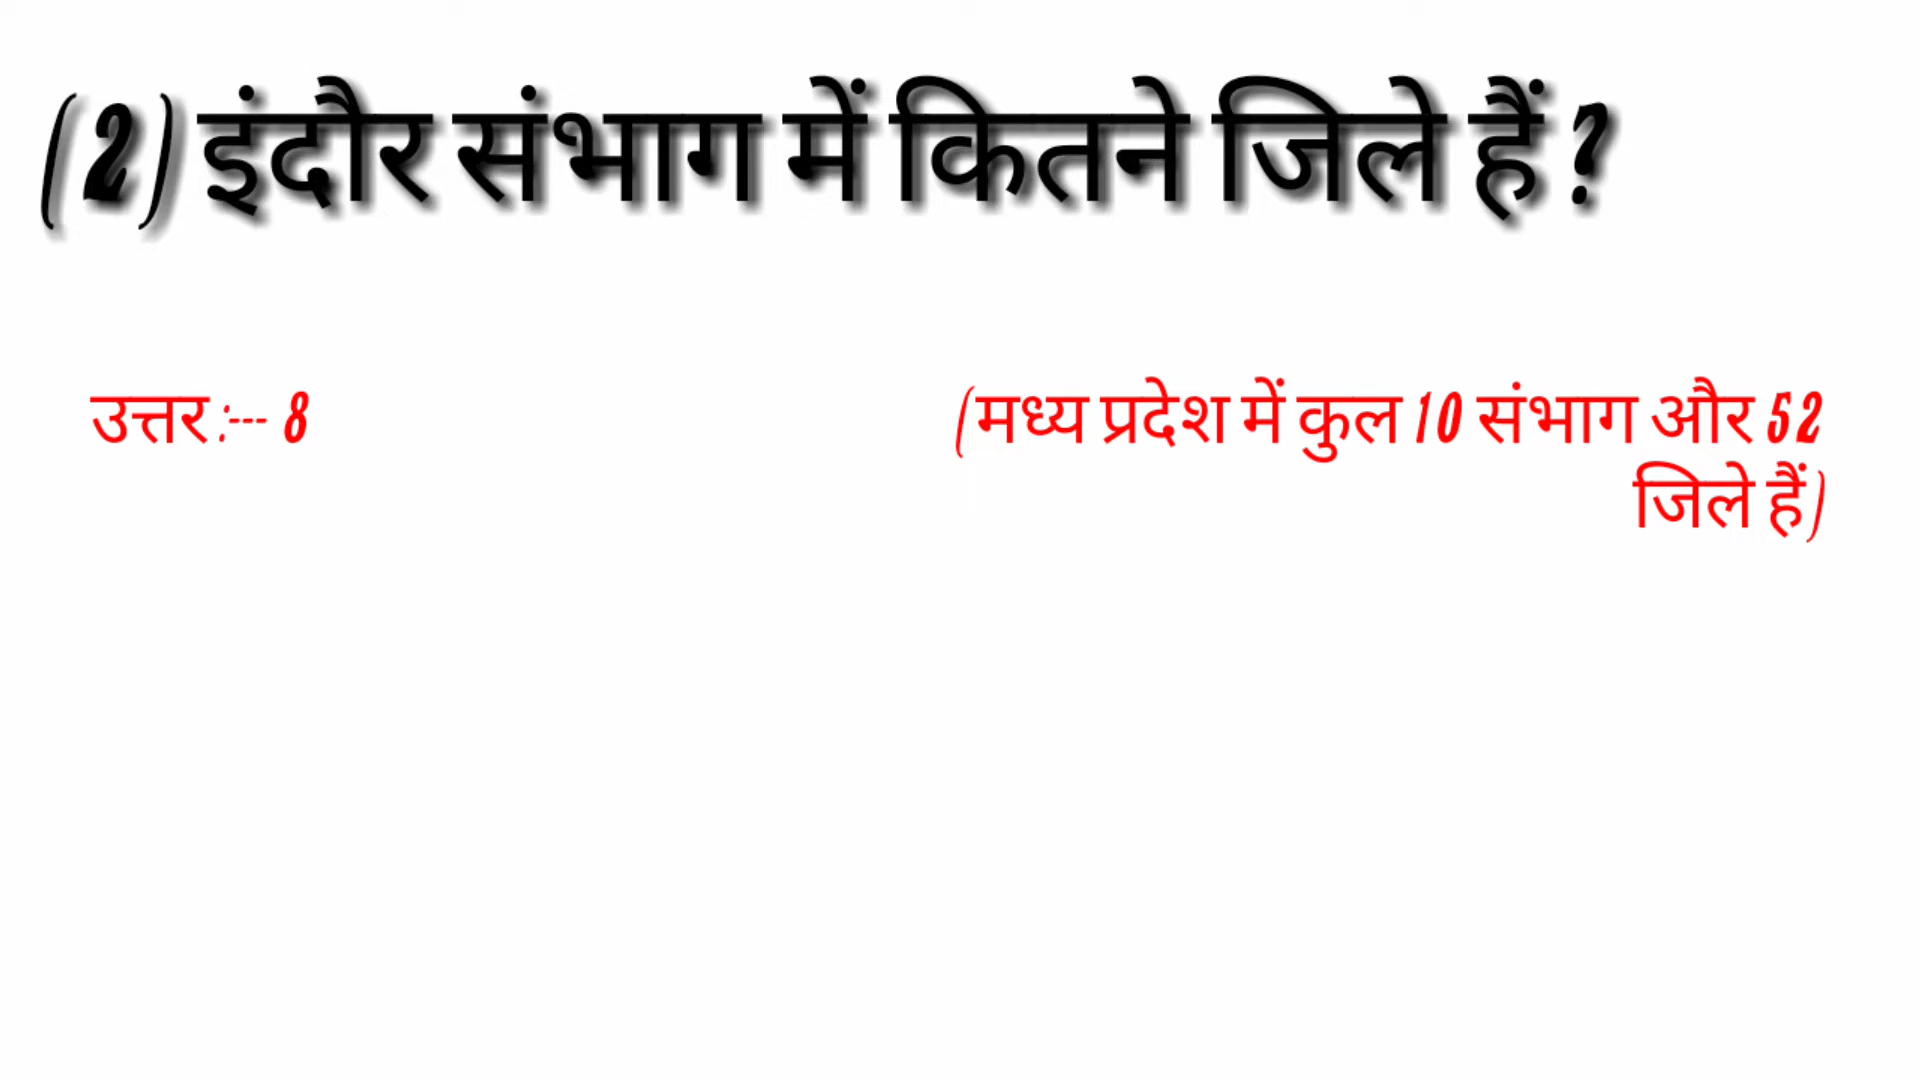 (2) इंदौर संभाग में कितने जिले हैं ?
उत्तर :--- 8
(मध्य प्रदेश में कुल 10 संभाग और 52
जिले हैं)